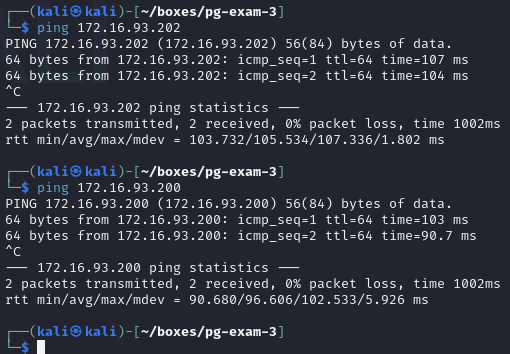 ┌──(kali㉿kali)-[~/boxes/pg-exam-3]
└─$ ping 172.16.93.202
PING 172.16.93.202 (172.16.93.202) 56(84) bytes of data.
64 bytes from 172.16.93.202: icmp_seq=1 ttl=64 time=107 ms
64 bytes from 172.16.93.202: icmp_seq=2 ttl=64 time=104 ms
^C
--- 172.16.93.202 ping statistics ---
2 packets transmitted, 2 received, 0% packet loss, time 1002ms
rtt min/avg/max/mdev = 103.732/105.534/107.336/1.802 ms

┌──(kali㉿kali)-[~/boxes/pg-exam-3]
└─$ ping 172.16.93.200
PING 172.16.93.200 (172.16.93.200) 56(84) bytes of data.
64 bytes from 172.16.93.200: icmp_seq=1 ttl=64 time=103 ms
64 bytes from 172.16.93.200: icmp_seq=2 ttl=64 time=90.7 ms
^C
--- 172.16.93.200 ping statistics ---
2 packets transmitted, 2 received, 0% packet loss, time 1002ms
rtt min/avg/max/mdev = 90.680/96.606/102.533/5.926 ms

┌──(kali㉿kali)-[~/boxes/pg-exam-3]
└─$